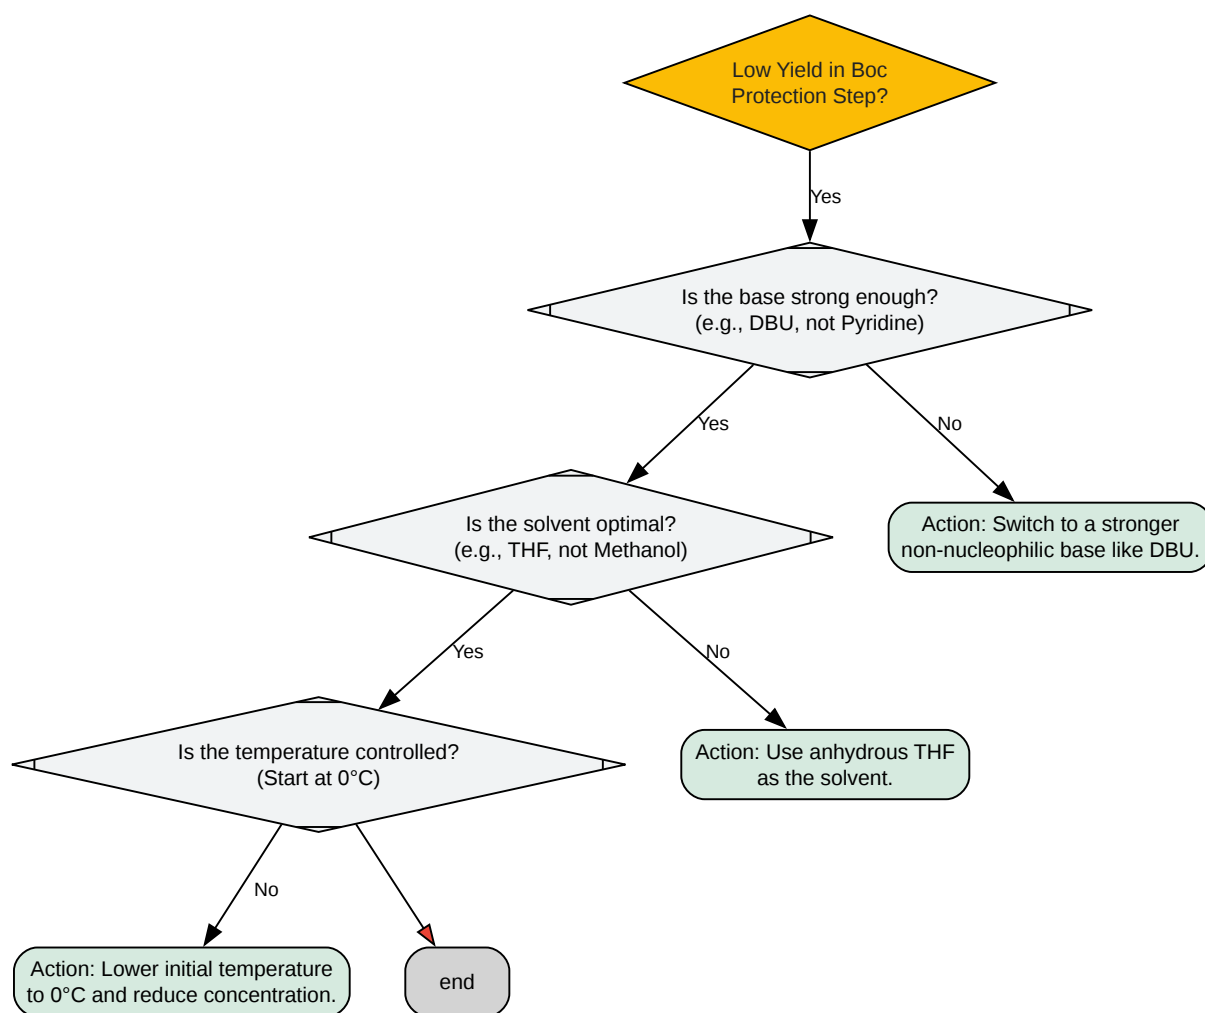 Low Yield in Boc
Protection Step?
Yes
Is the base strong enough?
(e.g., DBU, not Pyridine)
Yes
No
Is the solvent optimal?
(e.g., THF, not Methanol)
Action: Switch to a stronger
non-nucleophilic base like DBU.
Yes
No
Is the temperature controlled?
(Start at 0°C)
Action: Use anhydrous THF
as the solvent.
No
Action: Lower initial temperature
to 0°C and reduce concentration.
end